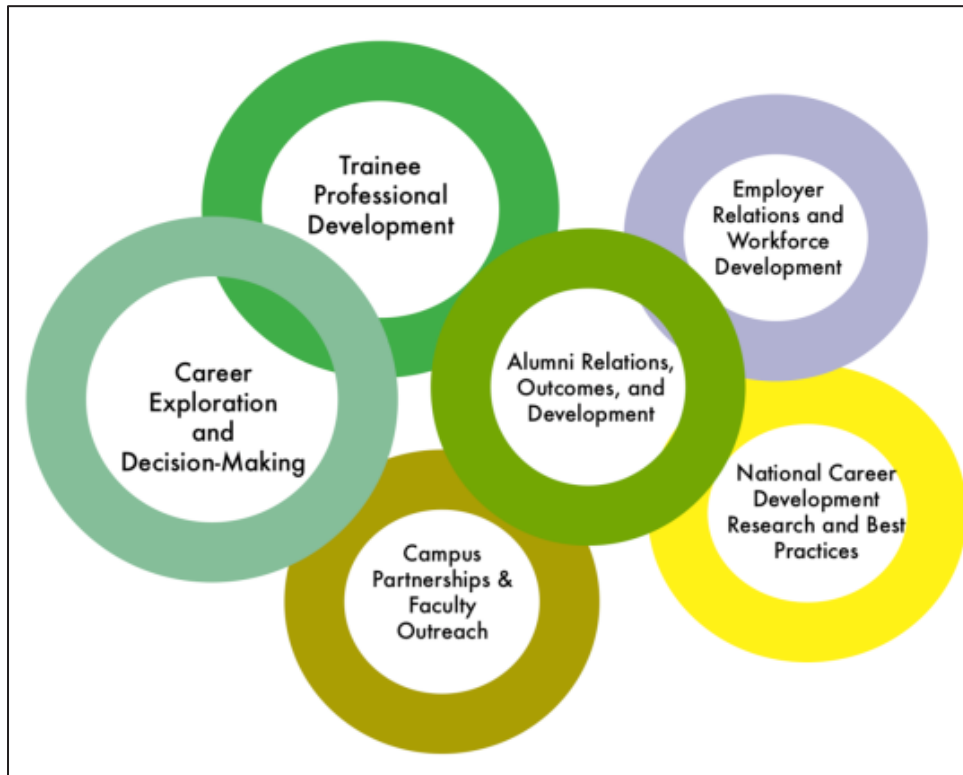 Trainee
Professional
Development
Employer
Relations and
Workforce
Development
Career
Exploration
and
Decision-Making
Alumni Relations,
Outcomes, and
Development
National Career
Development
Research and Best
Practices
Campus
Partnerships &
Faculty
Outreach